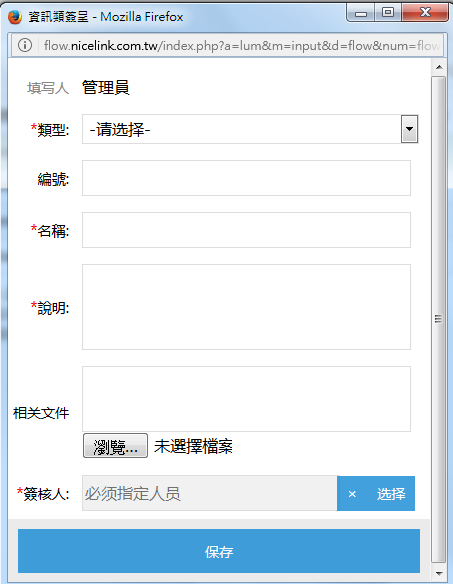 資訊類簽呈 - Mozilla Firefox
flow.nicelink.com.tw/index.php?a=lum&m=input&d=flow&num=flow
填写人 管理員
*類型: -请选择-
編號:
*名稱:
*說明:
相关文件
瀏覽... 未選擇檔案
*簽核人: 必须指定人员 × 选择
保存